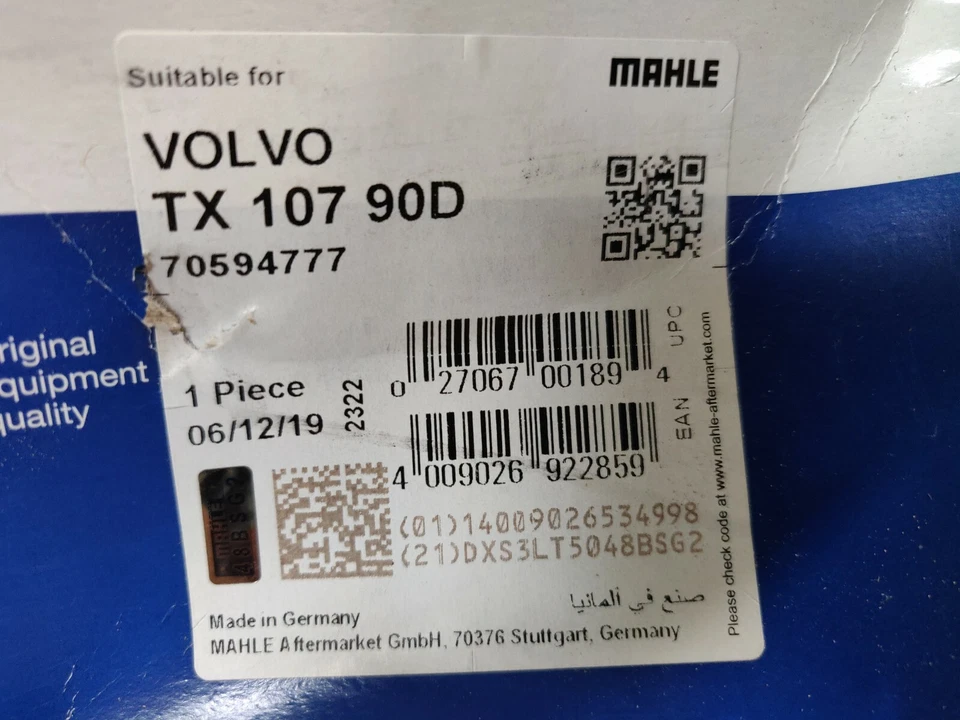 Suitable for
MAHLE
VOLVO
TX 107 90D
70594777
riginal
quipment
uality
1 Piece
06/12/19
2322
0 27067 00189 4
UPC
4 009026 922859
EAN
(01)14009026534998
(21)DXS3LT5048BSG2
MAHLE
48BSG2
صنع في ألمانيا
Made in Germany
MAHLE Aftermarket GmbH, 70376 Stuttgart, Germany
Please check code at www.mahle-aftermarket.com